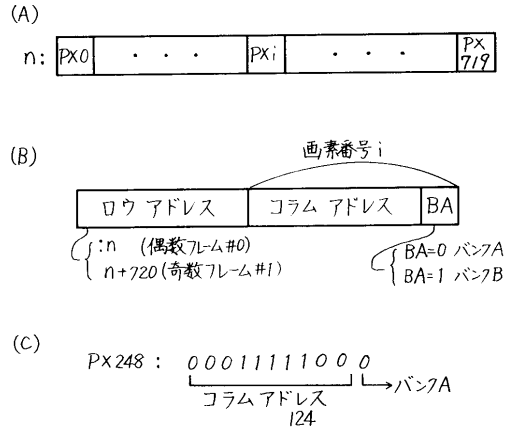 (A)
n: PX0 ・ ・ ・ PXi ・ ・ ・ PX 719
(B)
画素番号 i
ロウ アドレス コラム アドレス BA
:n (偶数フレーム#0)
n+720 (奇数フレーム#1)
BA=0 バンクA
BA=1 バンクB
(C)
PX248 : 0001111100 0
→バンクA
コラム アドレス
124